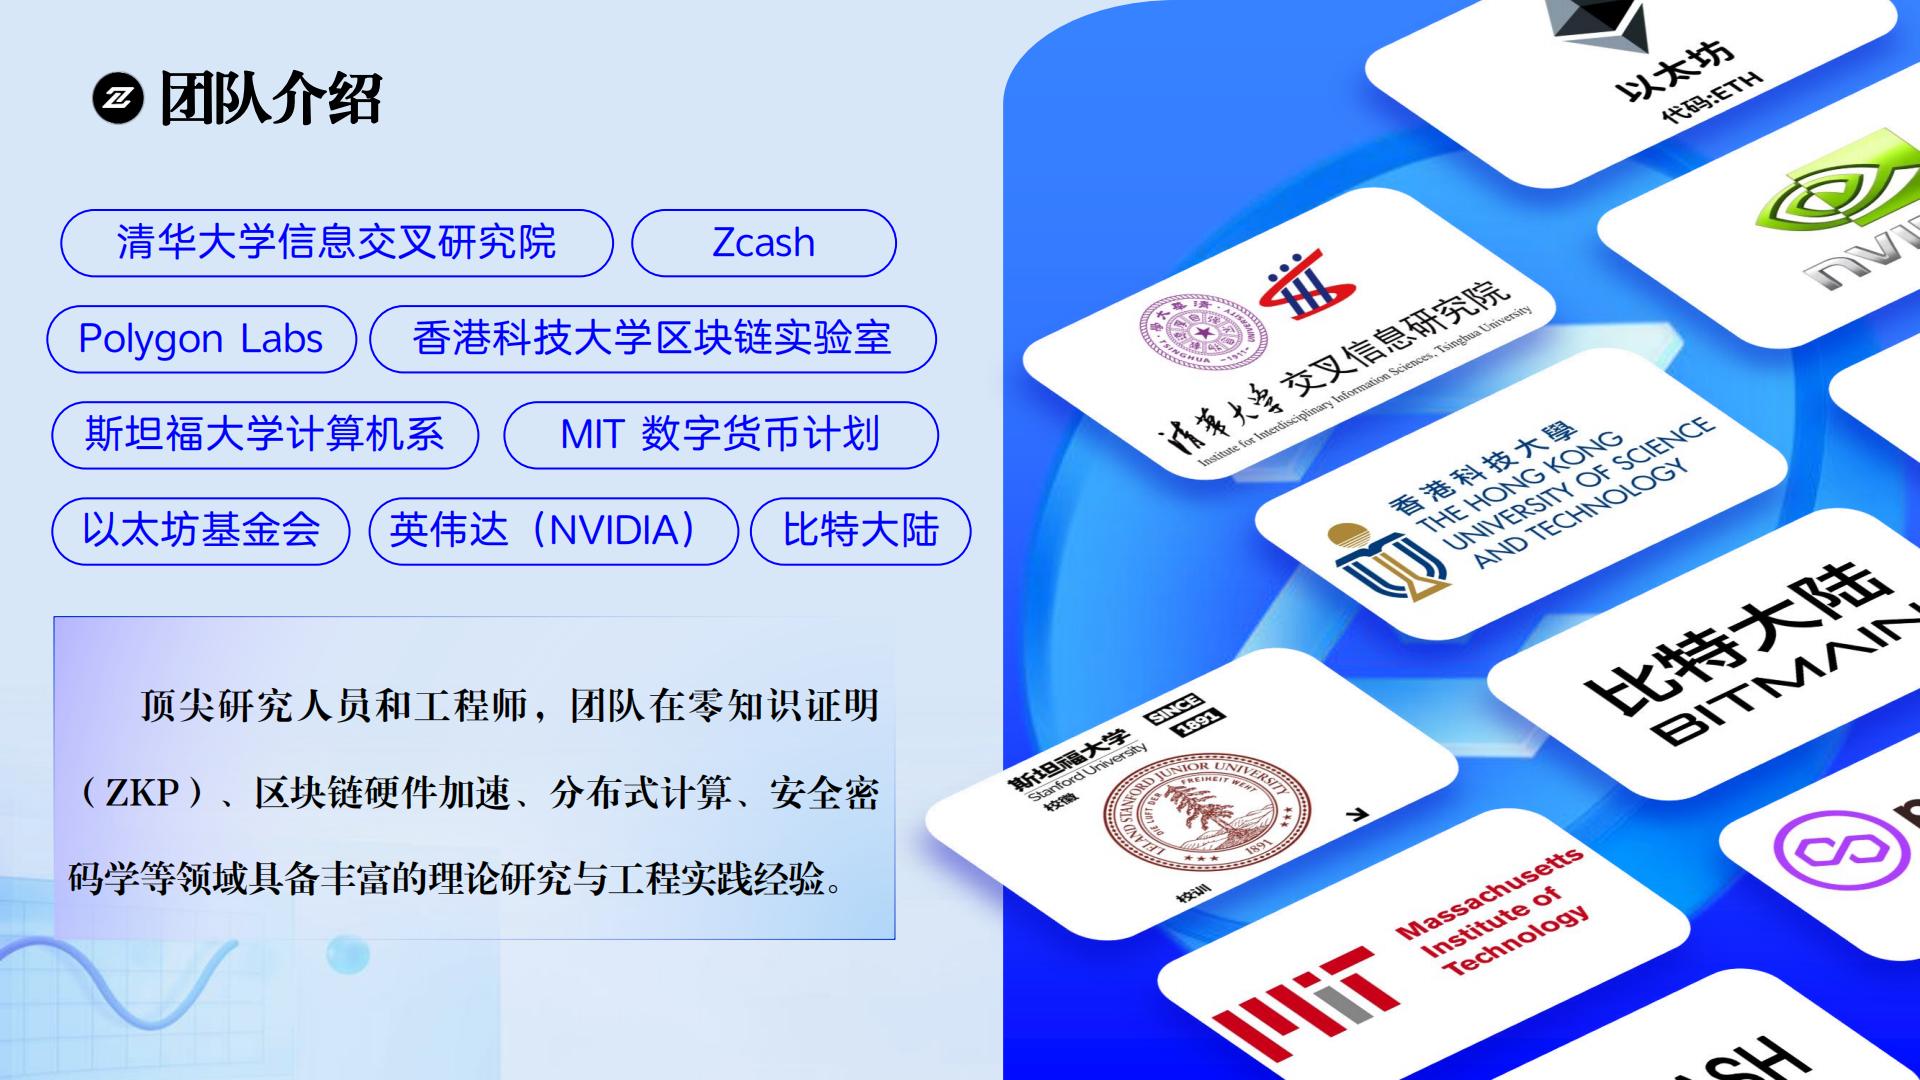 团队介绍
清华大学信息交叉研究院
Zcash
Polygon Labs
香港科技大学区块链实验室
斯坦福大学计算机系
MIT 数字货币计划
以太坊基金会
英伟达（NVIDIA）
比特大陆
顶尖研究人员和工程师，团队在零知识证明
（ZKP）、区块链硬件加速、分布式计算、安全密
码学等领域具备丰富的理论研究与工程实践经验。
以太坊
代码:ETH
清华大学 交叉信息研究院
Institute for Interdisciplinary Information Sciences, Tsinghua University
TSINGHUA UNIVERSITY
-1911-
香港科技大學
THE HONG KONG
UNIVERSITY OF SCIENCE
AND TECHNOLOGY
比特大陆
BITMAIN
斯坦福大学
Stanford University
校徽
SINCE
1891
LELAND STANFORD JUNIOR UNIVERSITY
DIE LUFT DER FREIHEIT WEHT
1891
校训
Massachusetts
Institute of
Technology
MIT